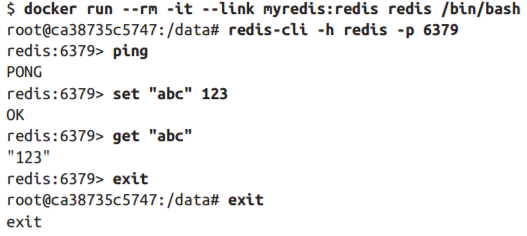 $ docker run --rm -it --link myredis:redis redis /bin/bash
root@ca38735c5747:/data# redis-cli -h redis -p 6379
redis:6379> ping
PONG
redis:6379> set "abc" 123
OK
redis:6379> get "abc"
"123"
redis:6379> exit
root@ca38735c5747:/data# exit
exit